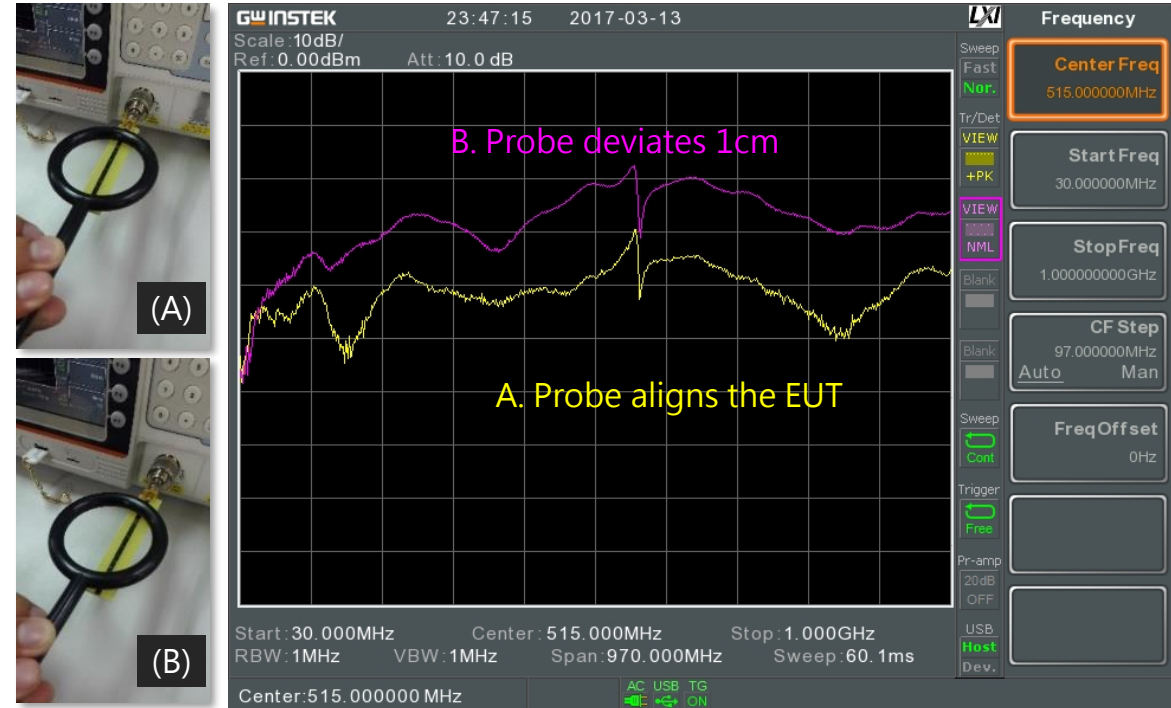 (A)
(B)
GWINSTEK 23:47:15 2017-03-13 LXI
Scale:10dB/
Ref:0.00dBm Att:10.0 dB
B. Probe deviates 1cm
A. Probe aligns the EUT
Start:30.000MHz Center:515.000MHz Stop:1.000GHz
RBW:1MHz VBW:1MHz Span:970.000MHz Sweep:60.1ms
Center:515.000000 MHz
AC USB TG
ON
Sweep
Fast
Nor.
Tr/Det
VIEW
+PK
VIEW
NML
Blank
Blank
Sweep
Cont
Trigger
Free
Pr-amp
20dB
OFF
USB
Host
Dev.
Frequency
Center Freq
515.000000MHz
Start Freq
30.000000MHz
Stop Freq
1.000000000GHz
CF Step
97.000000MHz
Auto Man
Freq Offset
0Hz